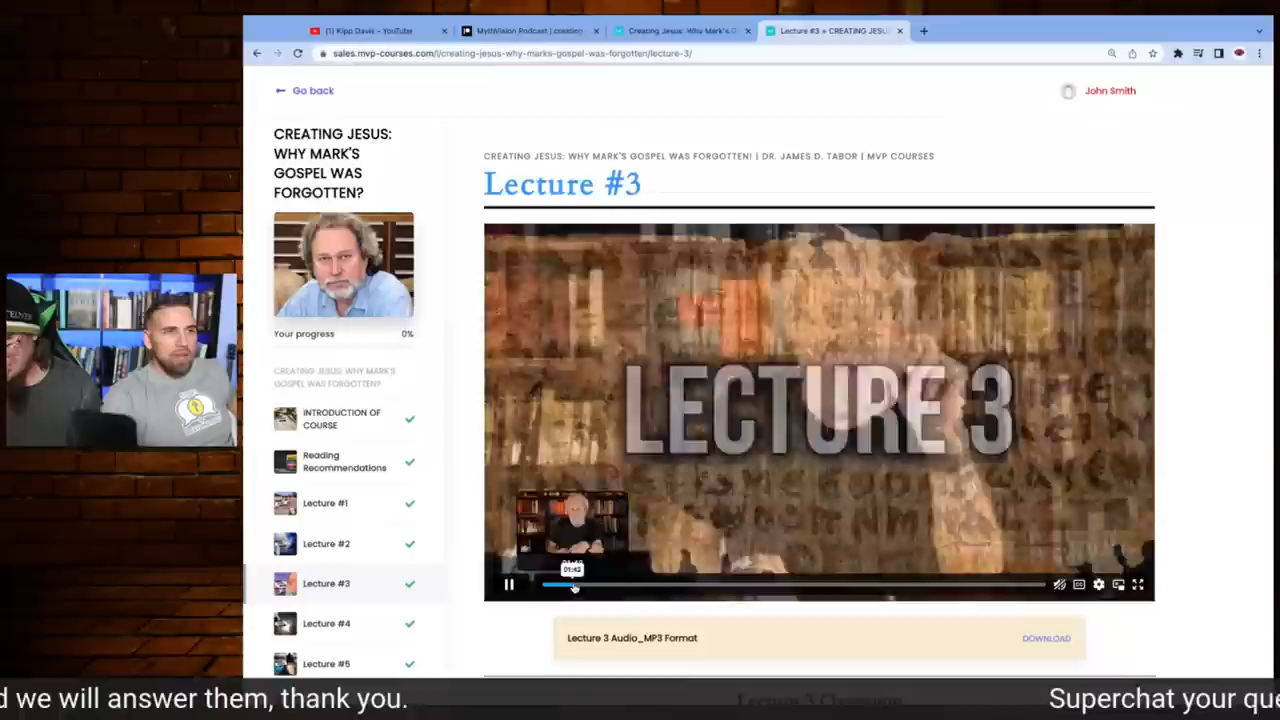 (1) Kipp Davis - YouTube
MythVision Podcast | creating
Creating Jesus: Why Mark's G
Lecture #3 » CREATING JESUS
sales.mvp-courses.com/l/creating-jesus-why-marks-gospel-was-forgotten/lecture-3/
Go back
John Smith
CREATING JESUS:
WHY MARK'S
GOSPEL WAS
FORGOTTEN?
Your progress 0%
CREATING JESUS: WHY MARK'S
GOSPEL WAS FORGOTTEN?
INTRODUCTION OF
COURSE
Reading
Recommendations
Lecture #1
Lecture #2
Lecture #3
Lecture #4
Lecture #5
CREATING JESUS: WHY MARK'S GOSPEL WAS FORGOTTEN! | DR. JAMES D. TABOR | MVP COURSES
Lecture #3
LECTURE 3
01:42
Lecture 3 Audio_MP3 Format
DOWNLOAD
d we will answer them, thank you.
Superchat your que